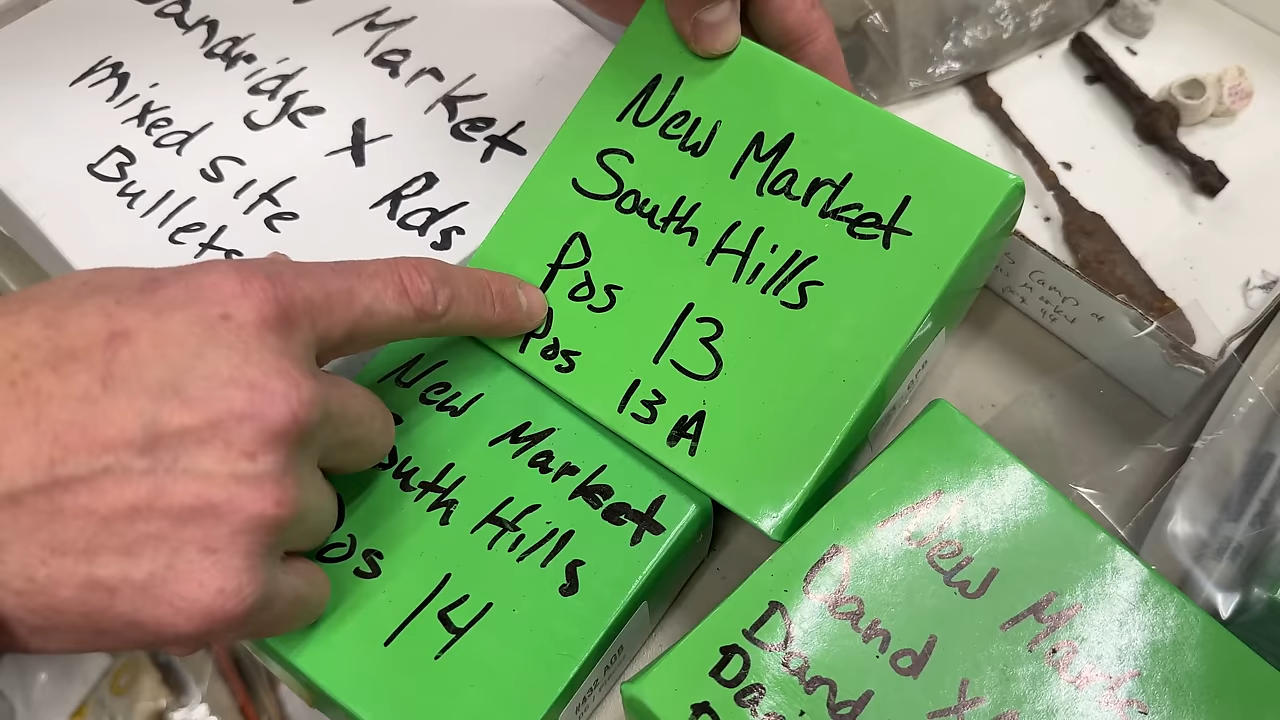 Market
Dandridge X Rds
Mixed Site
Bullets
New Market
South Hills
Pos 13
Pos 13A
New Market
South Hills
Pos 14
New Mark
Dand X
Dand